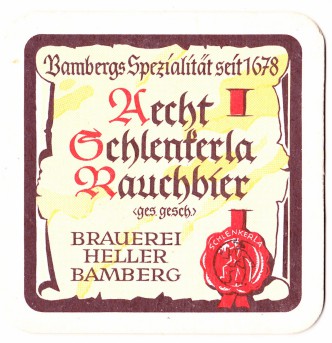 Bambergs Spezialität seit 1678
Aecht
Schlenkerla
Rauchbier
<ges. gesch.>
BRAUEREI
HELLER
BAMBERG
SCHLENKERLA